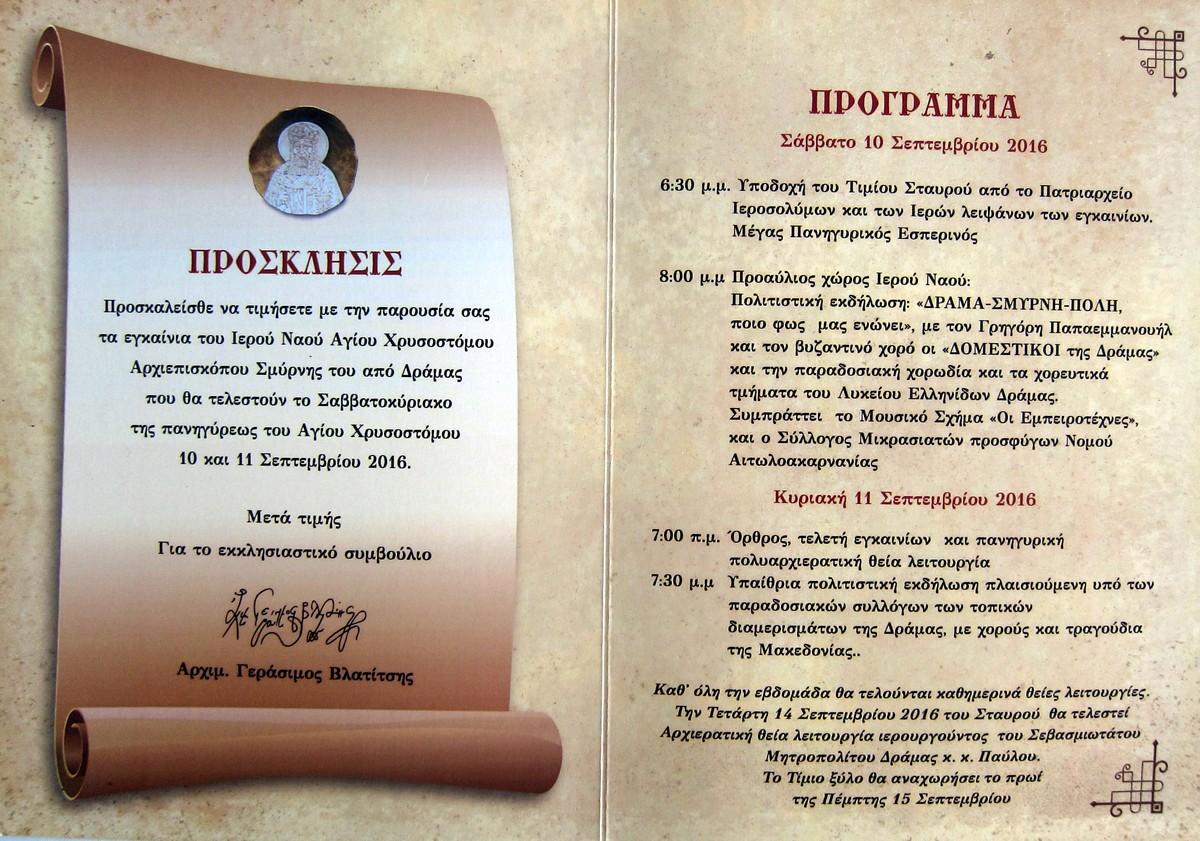 ΠΡΟΣΚΛΗΣΙΣ
Προσκαλείσθε να τιμήσετε με την παρουσία σας
τα εγκαίνια του Ιερού Ναού Αγίου Χρυσοστόμου
Αρχιεπισκόπου Σμύρνης του από Δράμας
που θα τελεστούν το Σαββατοκύριακο
της πανηγύρεως του Αγίου Χρυσοστόμου
10 και 11 Σεπτεμβρίου 2016.
Μετά τιμής
Για το εκκλησιαστικό συμβούλιο
Αρχιμ. Γεράσιμος Βλατίτσης
ΠΡΟΓΡΑΜΜΑ
Σάββατο 10 Σεπτεμβρίου 2016
6:30 μ.μ. Υποδοχή του Τιμίου Σταυρού από το Πατριαρχείο
Ιεροσολύμων και των Ιερών λειψάνων των εγκαινίων.
Μέγας Πανηγυρικός Εσπερινός
8:00 μ.μ Προαύλιος χώρος Ιερού Ναού:
Πολιτιστική εκδήλωση: «ΔΡΑΜΑ-ΣΜΥΡΝΗ-ΠΟΛΗ,
ποιο φως μας ενώνει», με τον Γρηγόρη Παπαεμμανουήλ
και τον βυζαντινό χορό οι «ΔΟΜΕΣΤΙΚΟΙ της Δράμας»
και την παραδοσιακή χορωδία και τα χορευτικά
τμήματα του Λυκείου Ελληνίδων Δράμας.
Συμπράττει το Μουσικό Σχήμα «Οι Εμπειροτέχνες»,
και ο Σύλλογος Μικρασιατών προσφύγων Νομού
Αιτωλοακαρνανίας
Κυριακή 11 Σεπτεμβρίου 2016
7:00 π.μ. Όρθρος, τελετή εγκαινίων και πανηγυρική
πολυαρχιερατική θεία λειτουργία
7:30 μ.μ Υπαίθρια πολιτιστική εκδήλωση πλαισιούμενη υπό των
παραδοσιακών συλλόγων των τοπικών
διαμερισμάτων της Δράμας, με χορούς και τραγούδια
της Μακεδονίας..
Καθ' όλη την εβδομάδα θα τελούνται καθημερινά θείες λειτουργίες.
Την Τετάρτη 14 Σεπτεμβρίου 2016 του Σταυρού θα τελεστεί
Αρχιερατική θεία λειτουργία ιερουργούντος του Σεβασμιωτάτου
Μητροπολίτου Δράμας κ. κ. Παύλου.
Το Τίμιο ξύλο θα αναχωρήσει το πρωί
της Πέμπτης 15 Σεπτεμβρίου